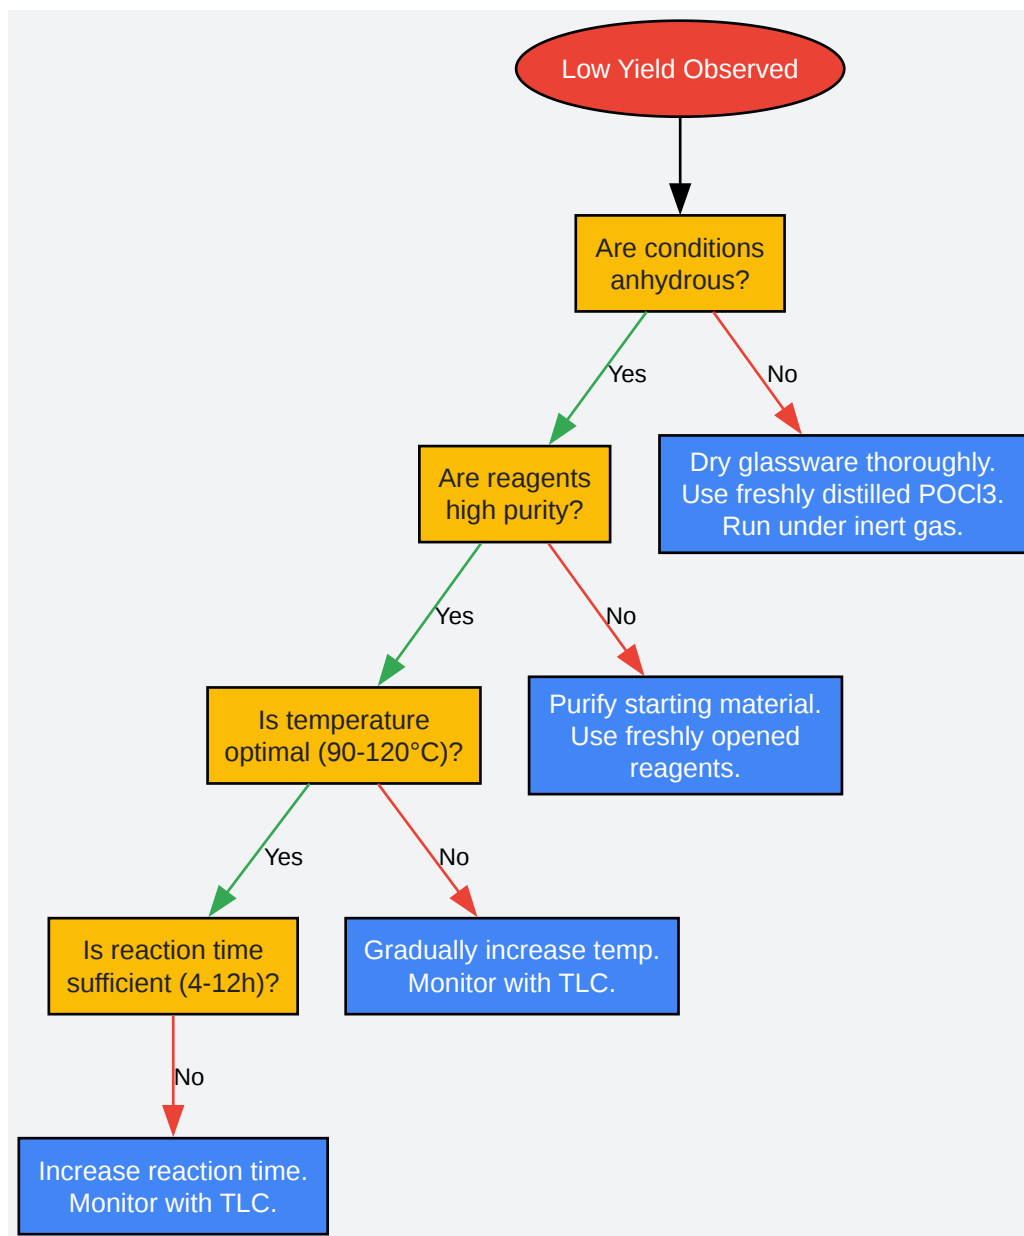 Low Yield Observed
Are conditions
anhydrous?
Yes
No
Are reagents
high purity?
Dry glassware thoroughly.
Use freshly distilled POCl3.
Run under inert gas.
Yes
No
Is temperature
optimal (90-120°C)?
Purify starting material.
Use freshly opened
reagents.
Yes
No
Is reaction time
sufficient (4-12h)?
Gradually increase temp.
Monitor with TLC.
No
Increase reaction time.
Monitor with TLC.